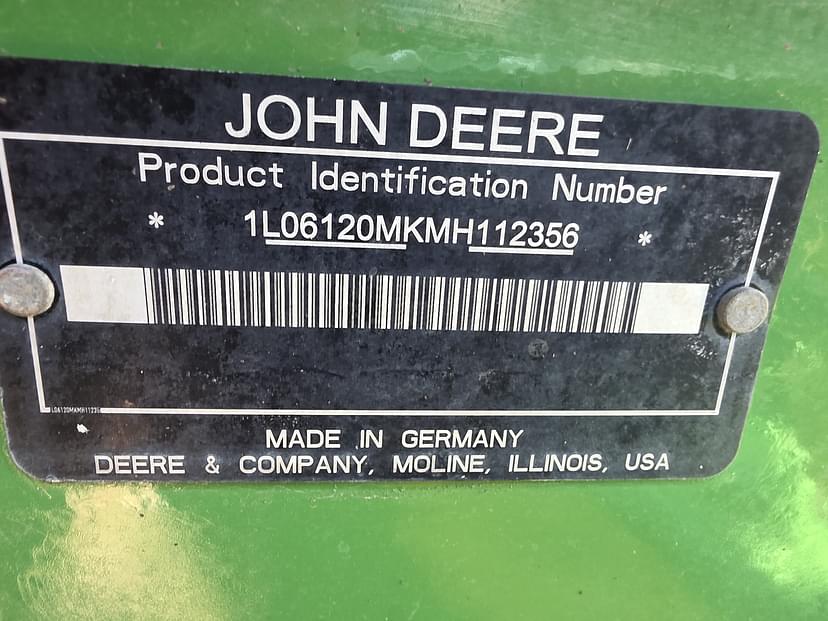 JOHN DEERE
Product Identification Number
* 1L06120MKMH112356 *
MADE IN GERMANY
DEERE & COMPANY, MOLINE, ILLINOIS, USA